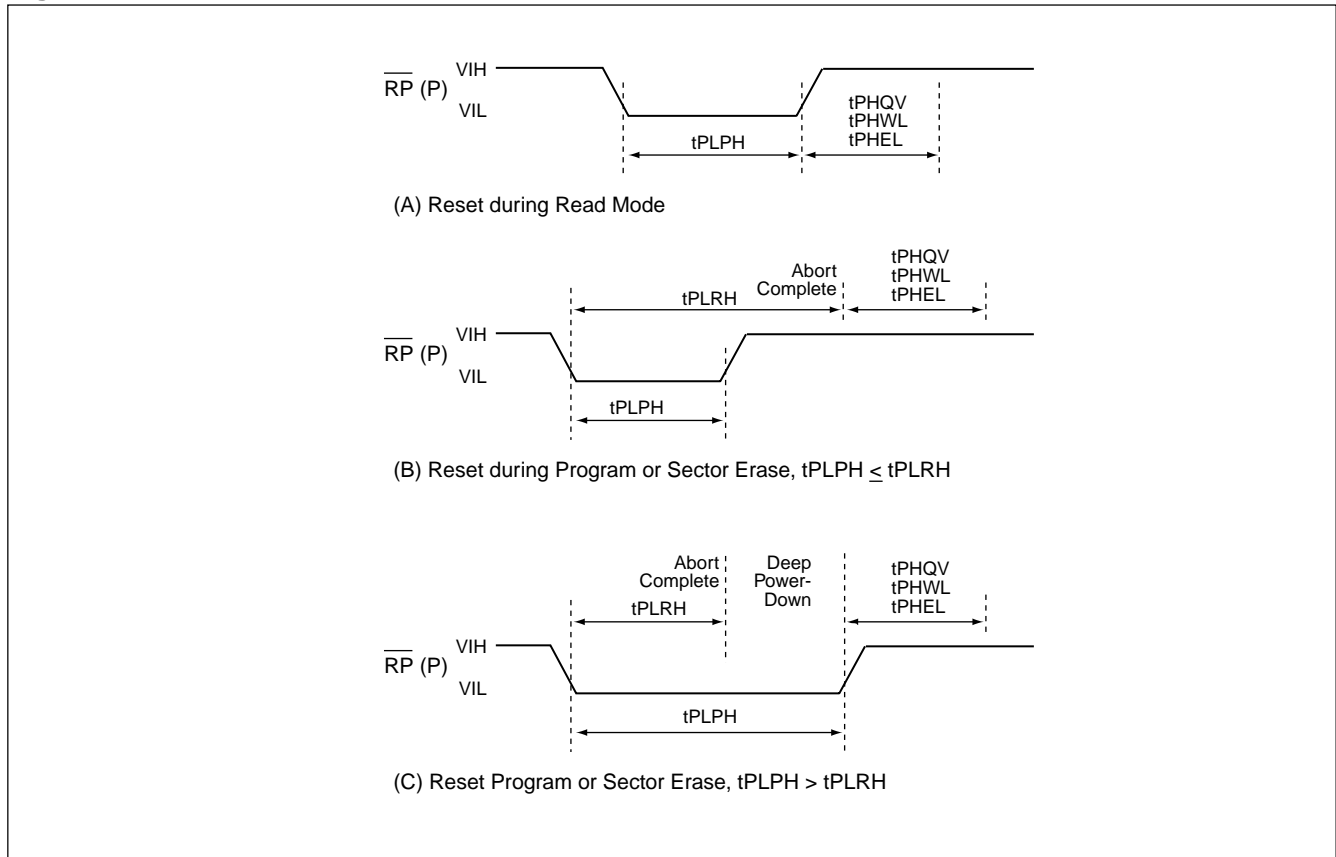 VIH
RP (P)
VIL
tPLPH
tPHQV
tPHWL
tPHEL
(A) Reset during Read Mode
tPLRH
Abort
Complete
tPHQV
tPHWL
tPHEL
VIH
RP (P)
VIL
tPLPH
(B) Reset during Program or Sector Erase, tPLPH ≤ tPLRH
Abort
Complete
tPLRH
Deep
Power-
Down
tPHQV
tPHWL
tPHEL
VIH
RP (P)
VIL
tPLPH
(C) Reset Program or Sector Erase, tPLPH > tPLRH